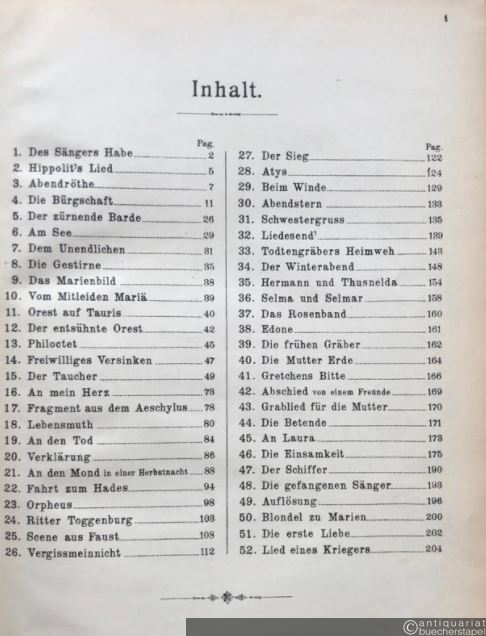 1
Inhalt.
Pag.
1. Des Sängers Habe 2
2. Hippolit's Lied 5
3. Abendröthe 7
4. Die Bürgschaft 11
5. Der zürnende Barde 26
6. Am See 29
7. Dem Unendlichen 31
8. Die Gestirne 35
9. Das Marienbild 38
10. Vom Mitleiden Mariä 39
11. Orest auf Tauris 40
12. Der entsühnte Orest 42
13. Philoctet 45
14. Freiwilliges Versinken 47
15. Der Taucher 49
16. An mein Herz 73
17. Fragment aus dem Aeschylus 78
18. Lebensmuth 80
19. An den Tod 84
20. Verklärung 86
21. An den Mond in einer Herbstnacht 88
22. Fahrt zum Hades 94
23. Orpheus 98
24. Ritter Toggenburg 103
25. Scene aus Faust 108
26. Vergissmeinnicht 112
Pag.
27. Der Sieg 122
28. Atys 124
29. Beim Winde 129
30. Abendstern 133
31. Schwestergruss 135
32. Liedesend' 139
33. Todtengräbers Heimweh 143
34. Der Winterabend 148
35. Hermann und Thusnelda 154
36. Selma und Selmar 158
37. Das Rosenband 160
38. Edone 161
39. Die frühen Gräber 162
40. Die Mutter Erde 164
41. Gretchens Bitte 166
42. Abschied von einem Freunde 169
43. Grablied für die Mutter 170
44. Die Betende 171
45. An Laura 173
46. Die Einsamkeit 175
47. Der Schiffer 190
48. Die gefangenen Sänger 193
49. Auflösung 196
50. Blondel zu Marien 200
51. Die erste Liebe 202
52. Lied eines Kriegers 204
©antiquariat
buecherstapel